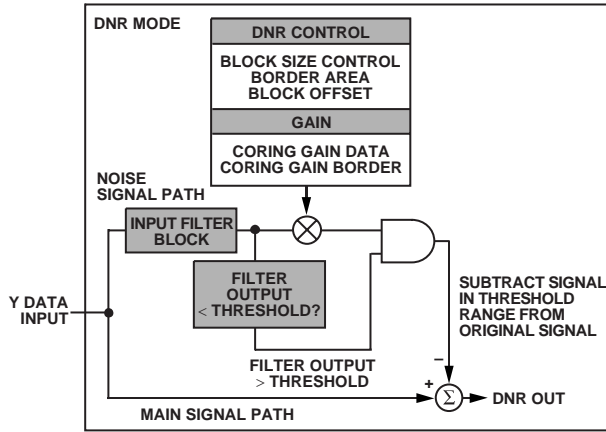 DNR MODE
DNR CONTROL
BLOCK SIZE CONTROL
BORDER AREA
BLOCK OFFSET
GAIN
CORING GAIN DATA
CORING GAIN BORDER
NOISE
SIGNAL PATH
INPUT FILTER
BLOCK
FILTER
OUTPUT
< THRESHOLD?
Y DATA
INPUT
SUBTRACT SIGNAL
IN THRESHOLD
RANGE FROM
ORIGINAL SIGNAL
FILTER OUTPUT
> THRESHOLD
–
+
Σ
DNR OUT
MAIN SIGNAL PATH